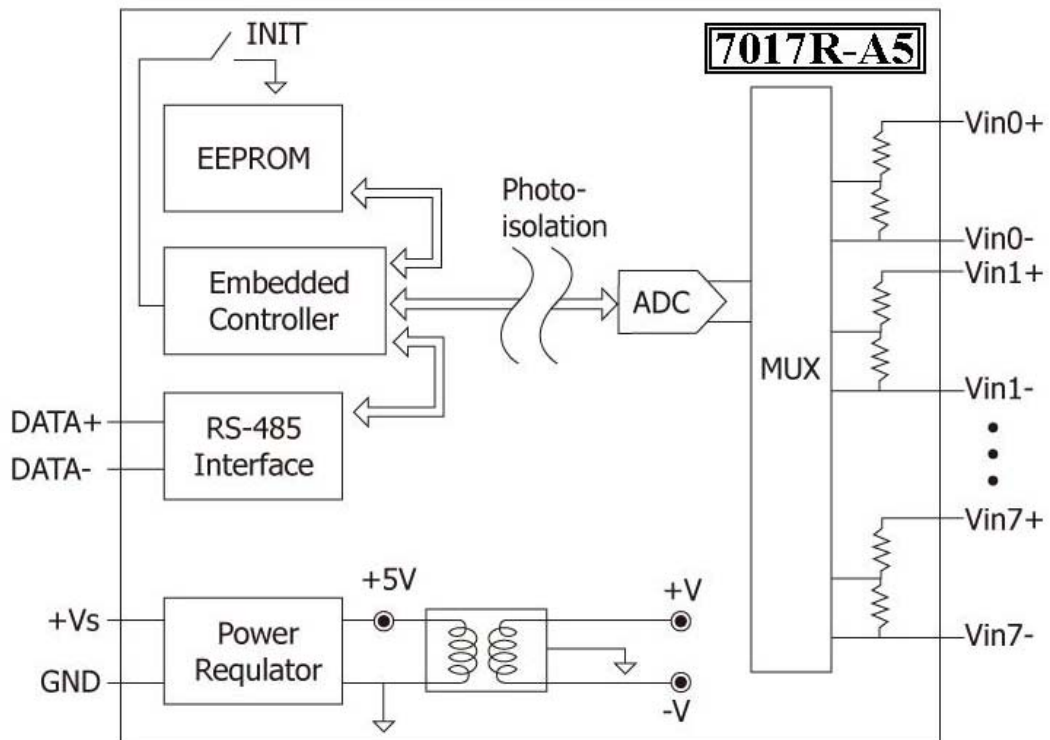 INIT
7017R-A5
EEPROM
Photo-
isolation
Vin0+
Vin0-
Embedded
Controller
ADC
MUX
Vin1+
Vin1-
DATA+
DATA-
RS-485
Interface
Vin7+
Vin7-
+Vs
GND
Power
Requlator
+5V
+V
-V